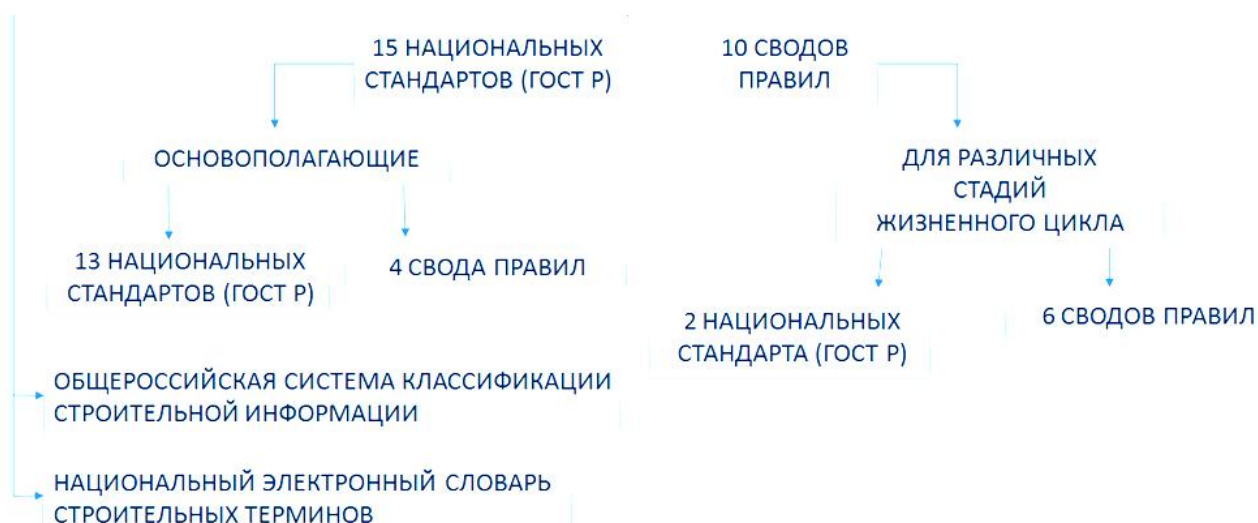 15 НАЦИОНАЛЬНЫХ
СТАНДАРТОВ (ГОСТ Р)
10 СВОДОВ
ПРАВИЛ
ОСНОВОПОЛАГАЮЩИЕ
ДЛЯ РАЗЛИЧНЫХ
СТАДИЙ
ЖИЗНЕННОГО ЦИКЛА
13 НАЦИОНАЛЬНЫХ
СТАНДАРТОВ (ГОСТ Р)
4 СВОДА ПРАВИЛ
2 НАЦИОНАЛЬНЫХ
СТАНДАРТА (ГОСТ Р)
6 СВОДОВ ПРАВИЛ
ОБЩЕРОССИЙСКАЯ СИСТЕМА КЛАССИФИКАЦИИ
СТРОИТЕЛЬНОЙ ИНФОРМАЦИИ
НАЦИОНАЛЬНЫЙ ЭЛЕКТРОННЫЙ СЛОВАРЬ
СТРОИТЕЛЬНЫХ ТЕРМИНОВ